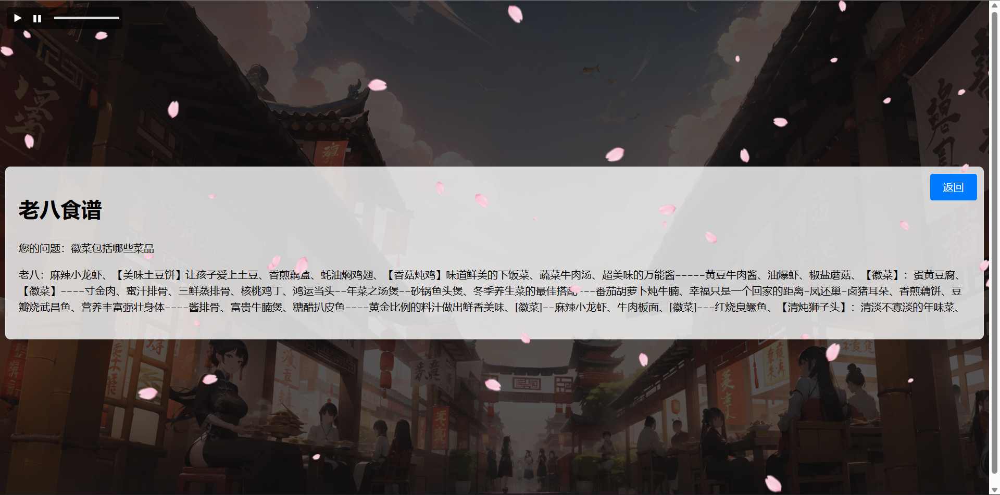 返回
老八食谱
您的问题：徽菜包括哪些菜品
老八：麻辣小龙虾、【美味土豆饼】让孩子爱上土豆、香煎藕盒、蚝油焖鸡翅、【香菇炖鸡】味道鲜美的下饭菜、蔬菜牛肉汤、超美味的万能酱-----黄豆牛肉酱、油爆虾、椒盐蘑菇、【徽菜】：蛋黄豆腐、
【徽菜】----寸金肉、蜜汁排骨、三鲜蒸排骨、核桃鸡丁、鸿运当头--年菜之汤煲--砂锅鱼头煲、冬季养生菜的最佳搭配---番茄胡萝卜炖牛腩、幸福只是一个回家的距离-凤还巢-卤猪耳朵、香煎藕饼、豆
瓣烧武昌鱼、营养丰富强壮身体----酱排骨、富贵牛腩煲、糖醋扒皮鱼----黄金比例的料汁做出鲜香美味、[徽菜]--麻辣小龙虾、牛肉板面、[徽菜]---红烧臭鳜鱼、【清炖狮子头】：清淡不寡淡的年味菜、